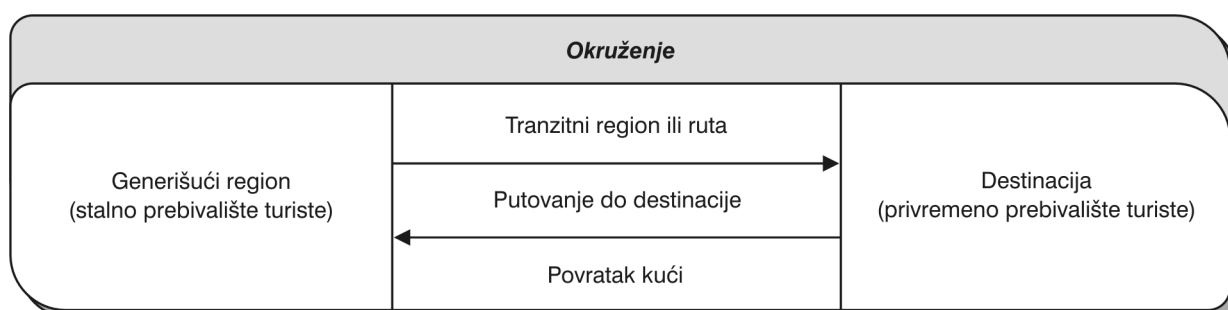 Okruženje
Tranzitni region ili ruta
Generišući region
(stalno prebivalište turiste)
Putovanje do destinacije
Destinacija
(privremeno prebivalište turiste)
Povratak kući